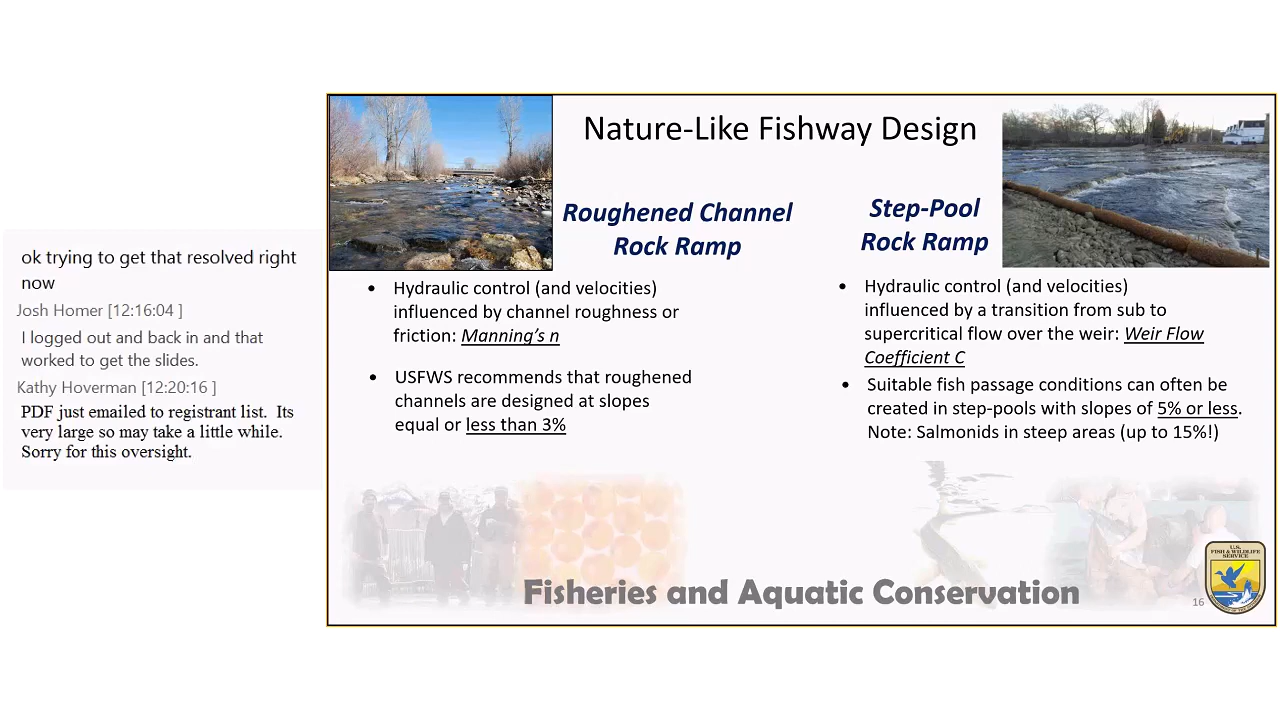 ok trying to get that resolved right
now
Josh Homer [12:16:04 ]
I logged out and back in and that
worked to get the slides.
Kathy Hoverman [12:20:16 ]
PDF just emailed to registrant list.  Its
very large so may take a little while.
Sorry for this oversight.
Nature-Like Fishway Design
Roughened Channel
Rock Ramp
• Hydraulic control (and velocities)
influenced by channel roughness or
friction: Manning's n
• USFWS recommends that roughened
channels are designed at slopes
equal or less than 3%
Step-Pool
Rock Ramp
• Hydraulic control (and velocities)
influenced by a transition from sub to
supercritical flow over the weir: Weir Flow
Coefficient C
• Suitable fish passage conditions can often be
created in step-pools with slopes of 5% or less.
Note: Salmonids in steep areas (up to 15%!)
Fisheries and Aquatic Conservation
16
U.S.
FISH & WILDLIFE
SERVICE